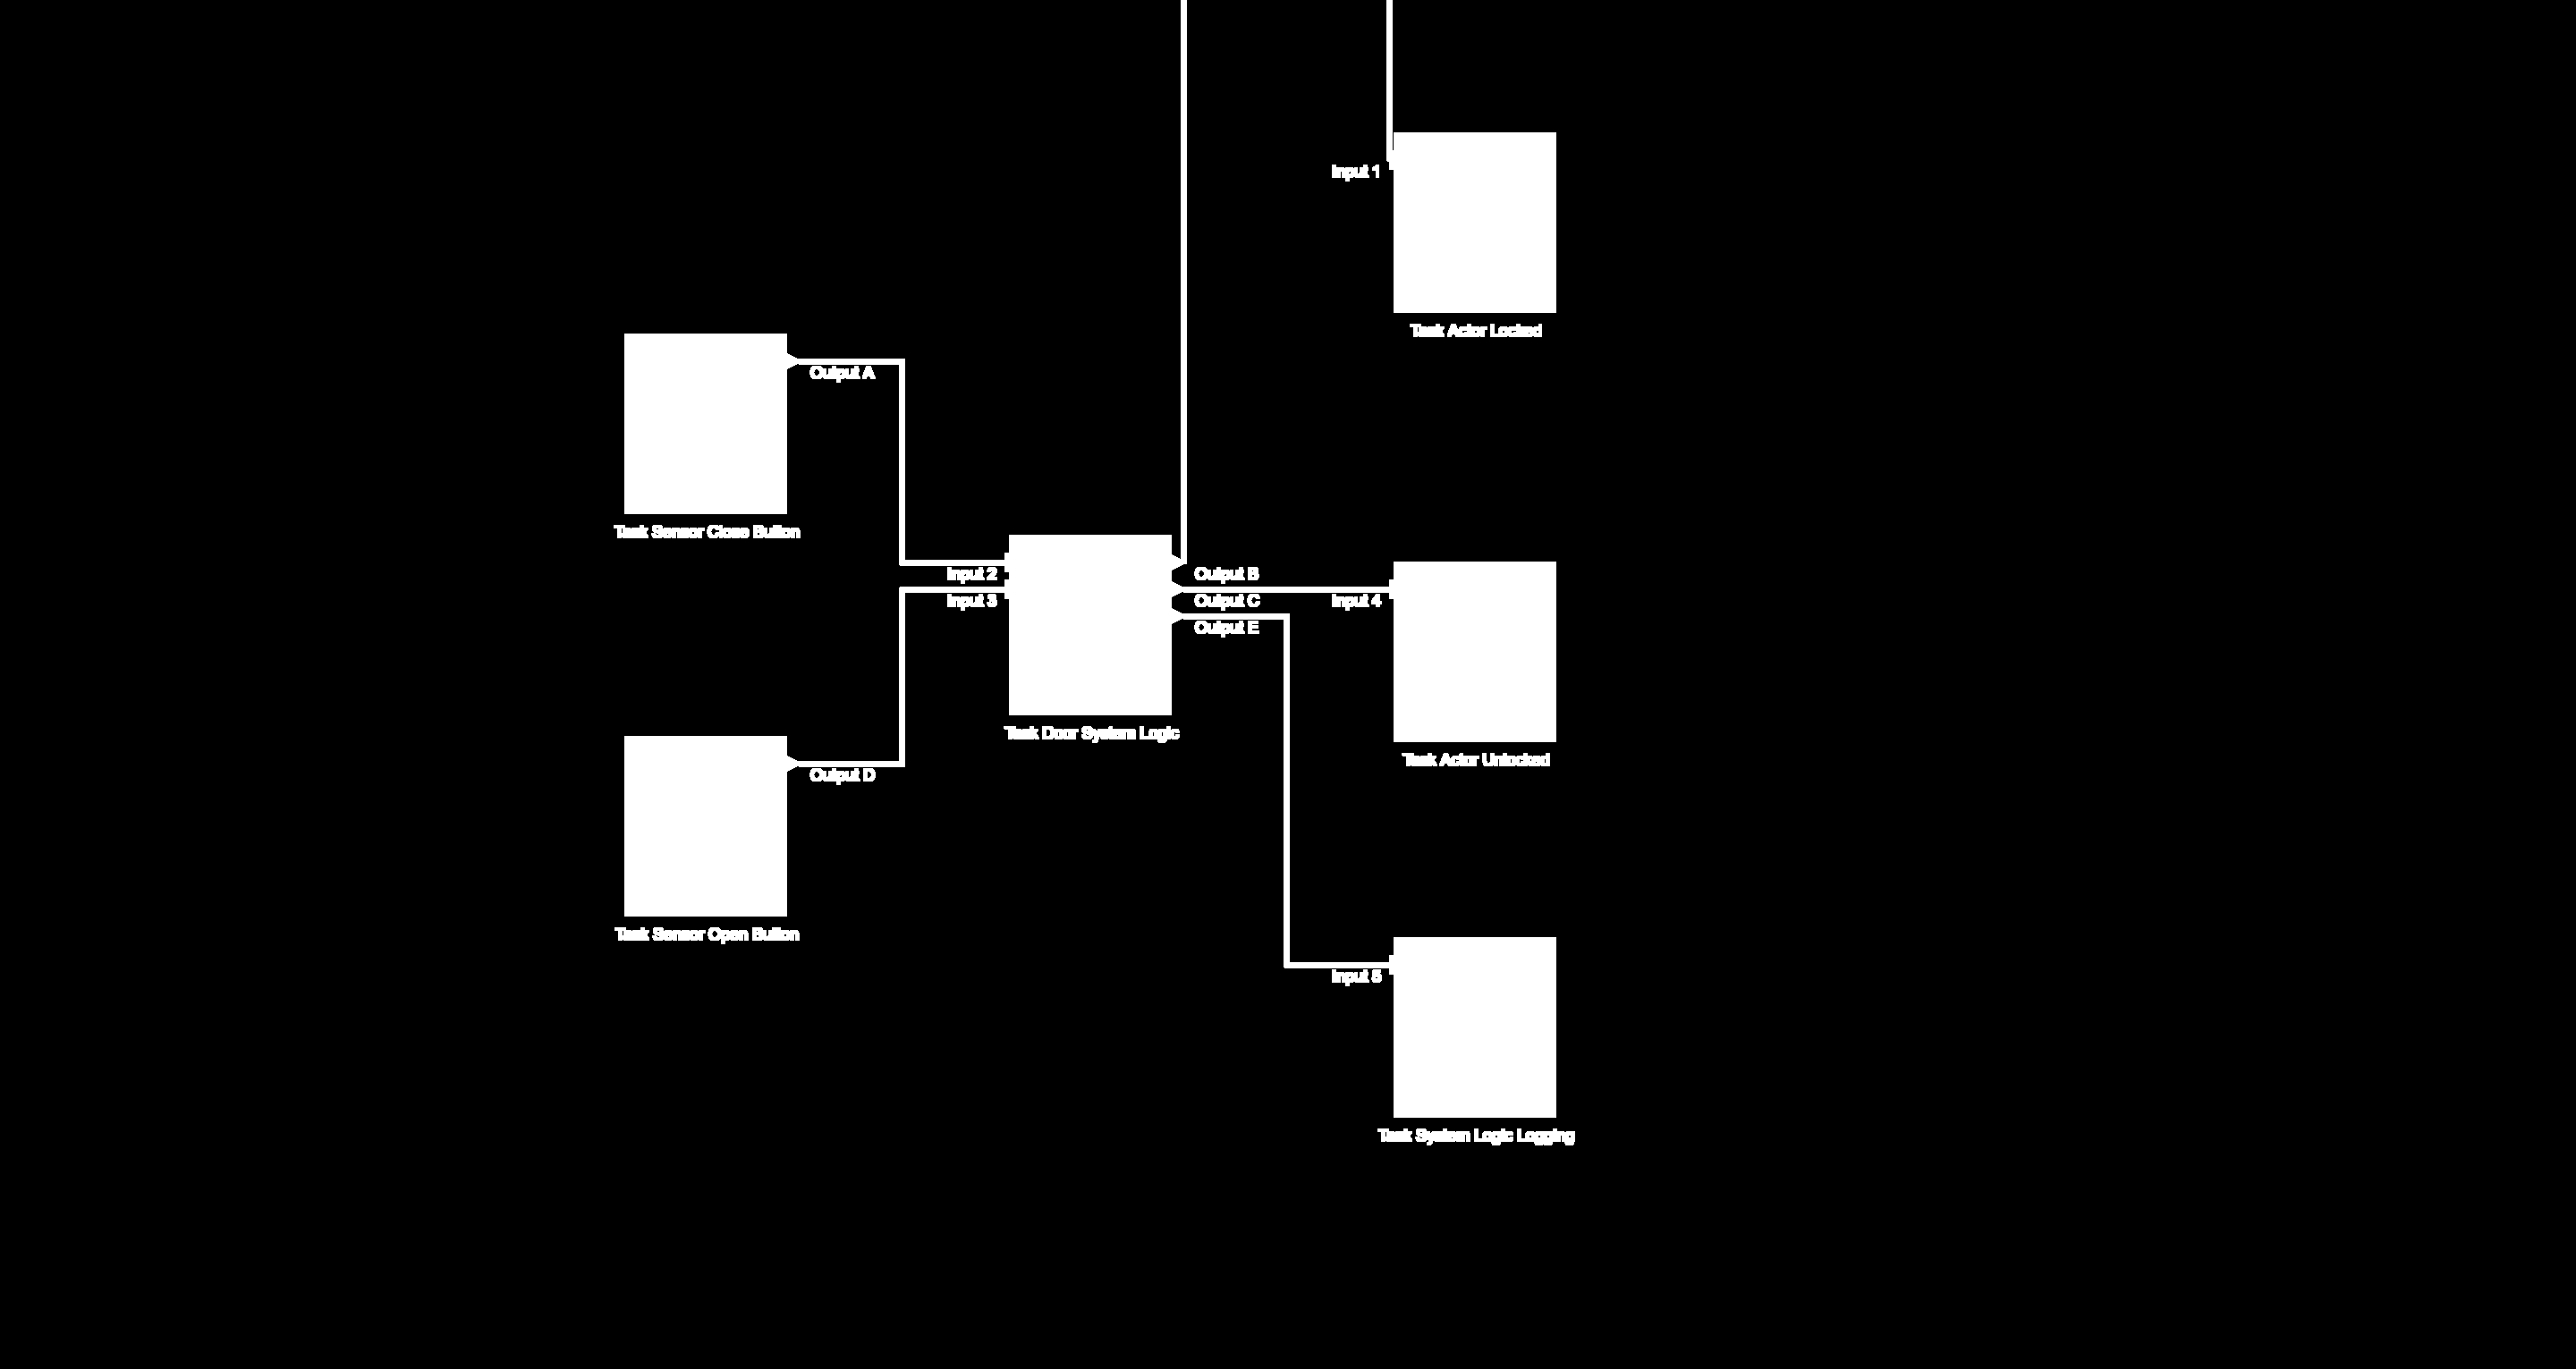 Input 1
Task Actor Locked
Output A
Task Sensor Close Button
Input 2
Output B
Input 3
Output C
Input 4
Output E
Task Door System Logic
Task Actor Unlocked
Output D
Task Sensor Open Button
Input 5
Task System Logic Logging